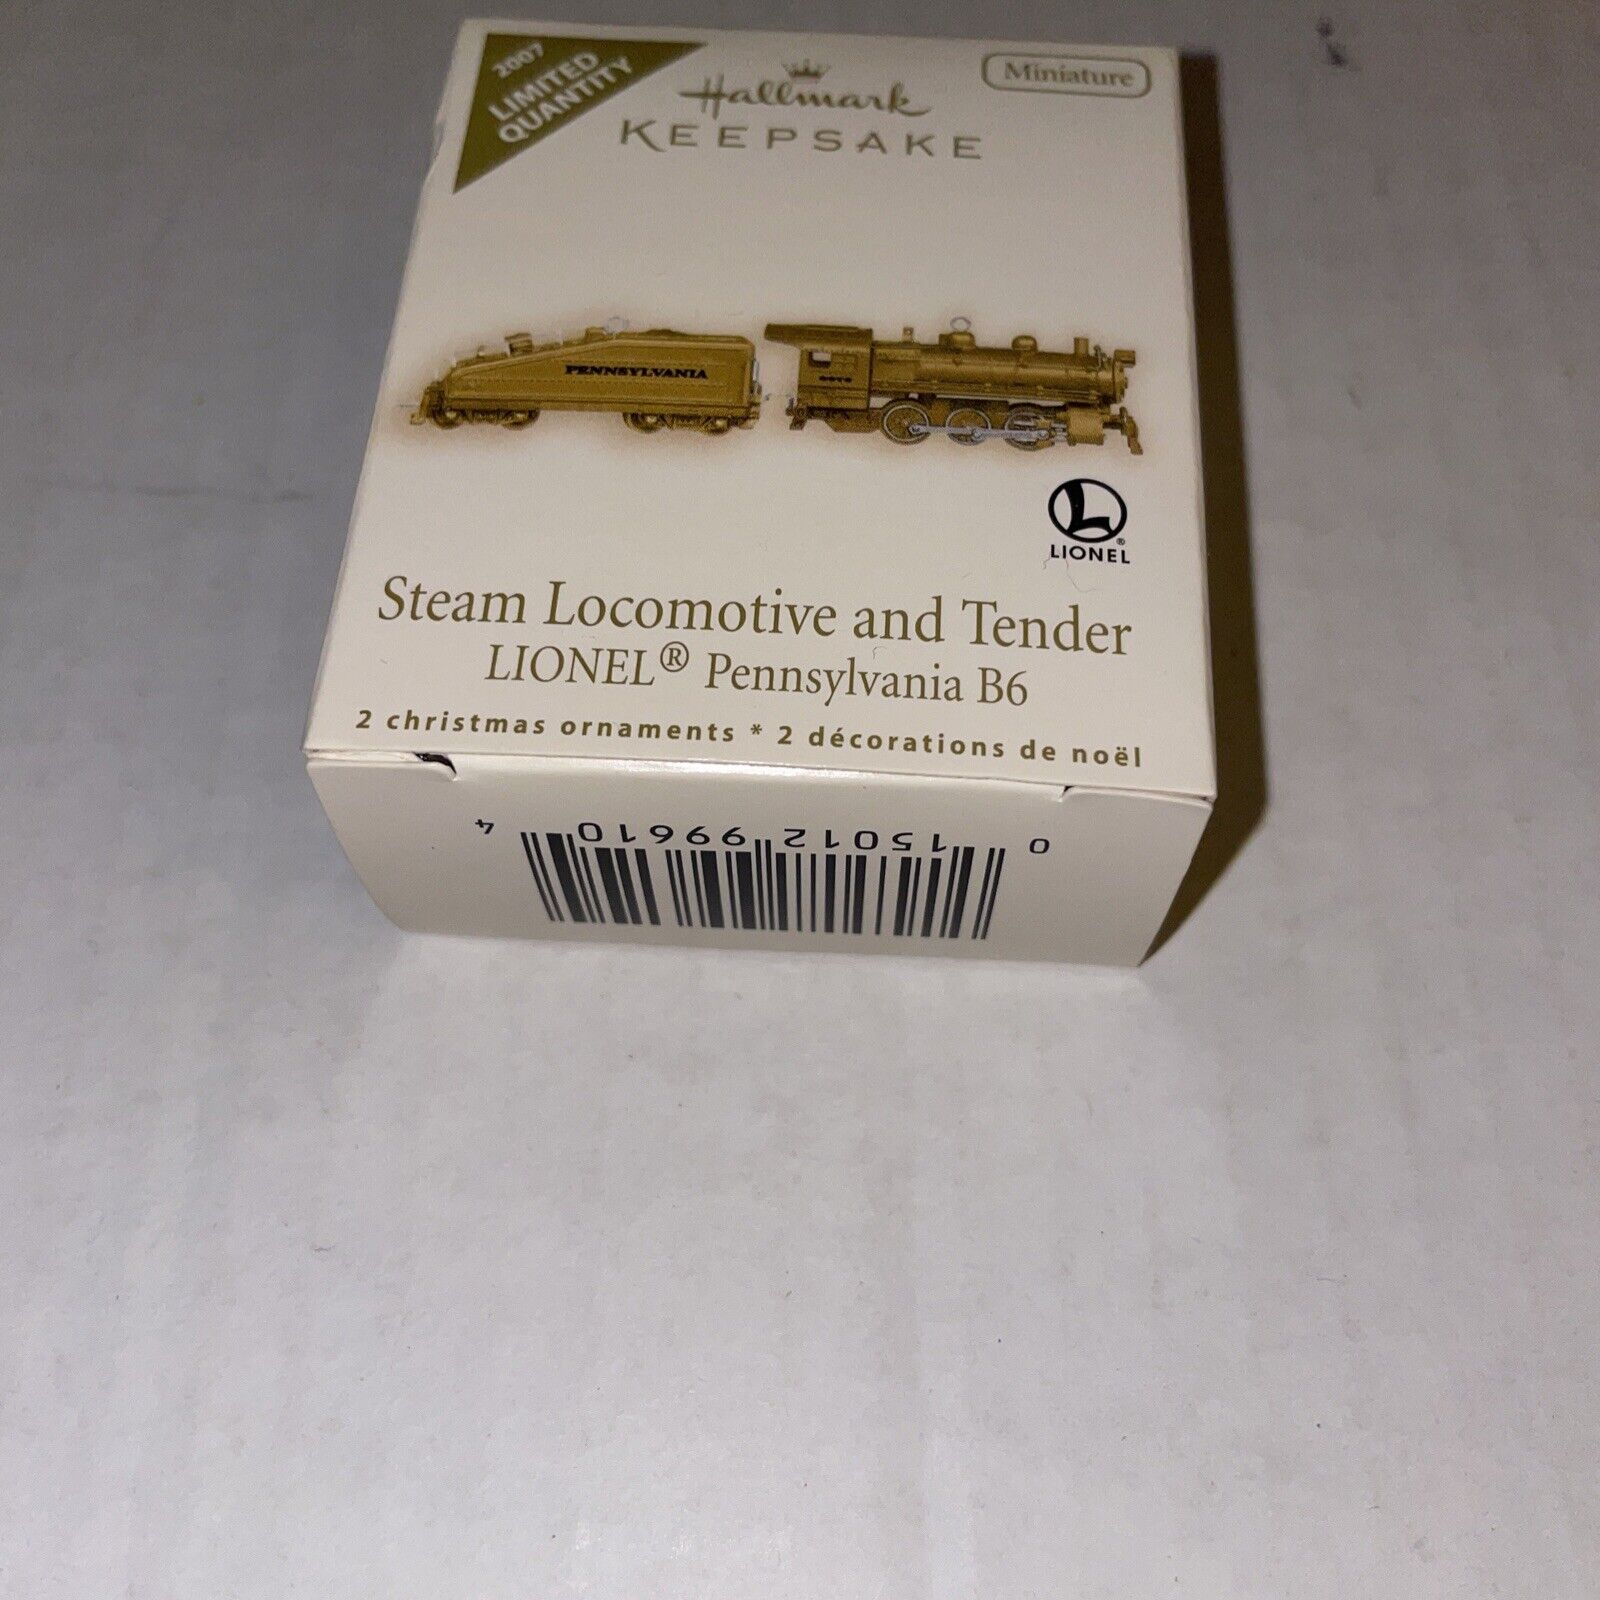 2007
LIMITED
QUANTITY
Hallmark
KEEPSAKE
Miniature
PENNSYLVANIA
L
®
LIONEL
Steam Locomotive and Tender
LIONEL® Pennsylvania B6
2 christmas ornaments * 2 décorations de noël
0 15012 99610 4